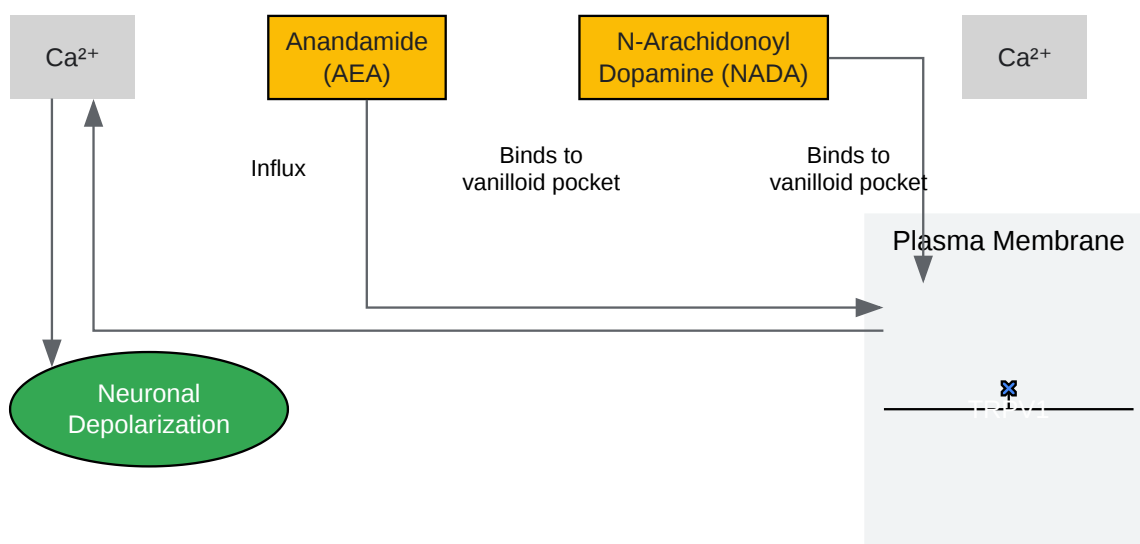 Ca²⁺
Anandamide
(AEA)
N-Arachidonoyl
Dopamine (NADA)
Ca²⁺
Influx
Binds to
vanilloid pocket
Binds to
vanilloid pocket
Plasma Membrane
TRPV1
Neuronal
Depolarization